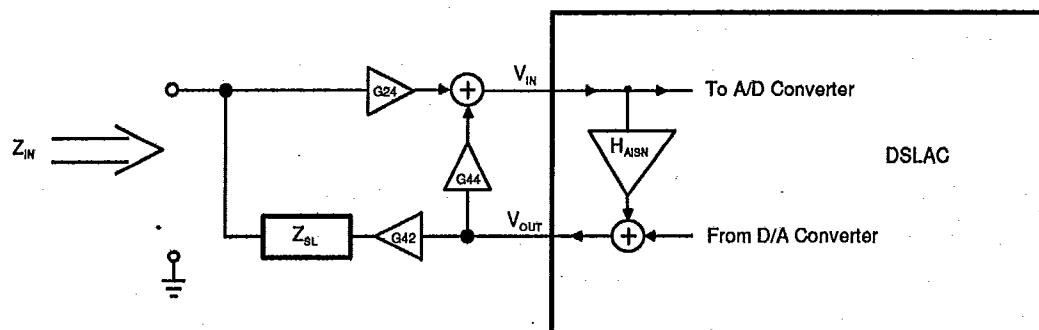 G24
V_IN
To A/D Converter
Z_IN
H_AISN
DSLAC
G44
Z_SL
G42
V_OUT
From D/A Converter